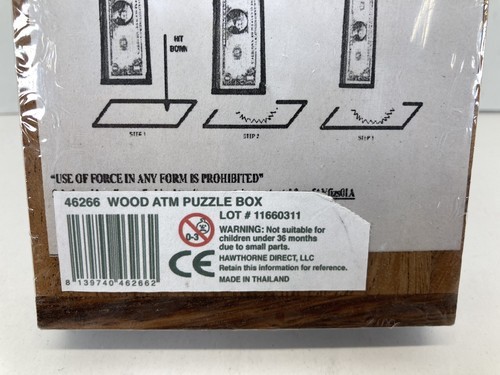 HIT
DOWN
STEP 1
STEP 2
STEP 3
"USE OF FORCE IN ANY FORM IS PROHIBITED"
46266 WOOD ATM PUZZLE BOX
LOT # 11660311
0-3
WARNING: Not suitable for
children under 36 months
due to small parts.
CE
HAWTHORNE DIRECT, LLC
Retain this information for reference.
MADE IN THAILAND
8 139740 462662